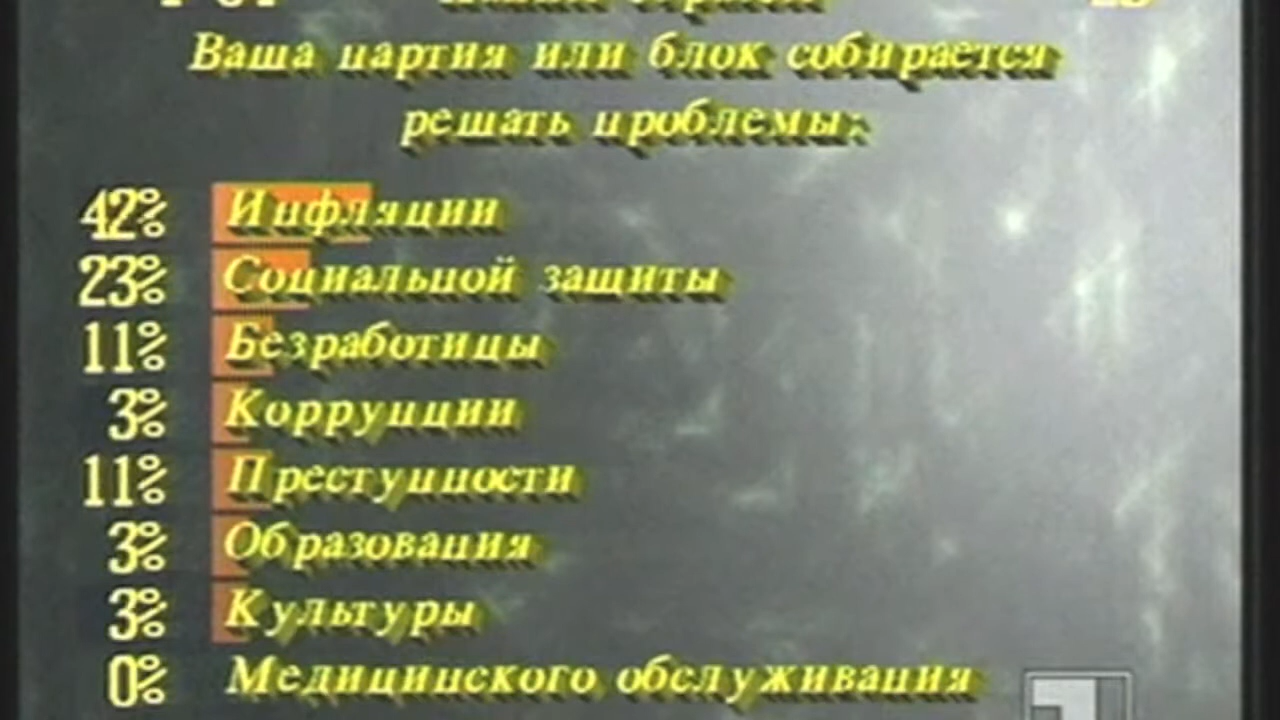 Ваша партия или блок собирается
решать проблемы:
42% Инфляции
23% Социальной защиты
11% Безработицы
3% Коррупции
11% Преступности
3% Образования
3% Культуры
0% Медицинского обслуживания